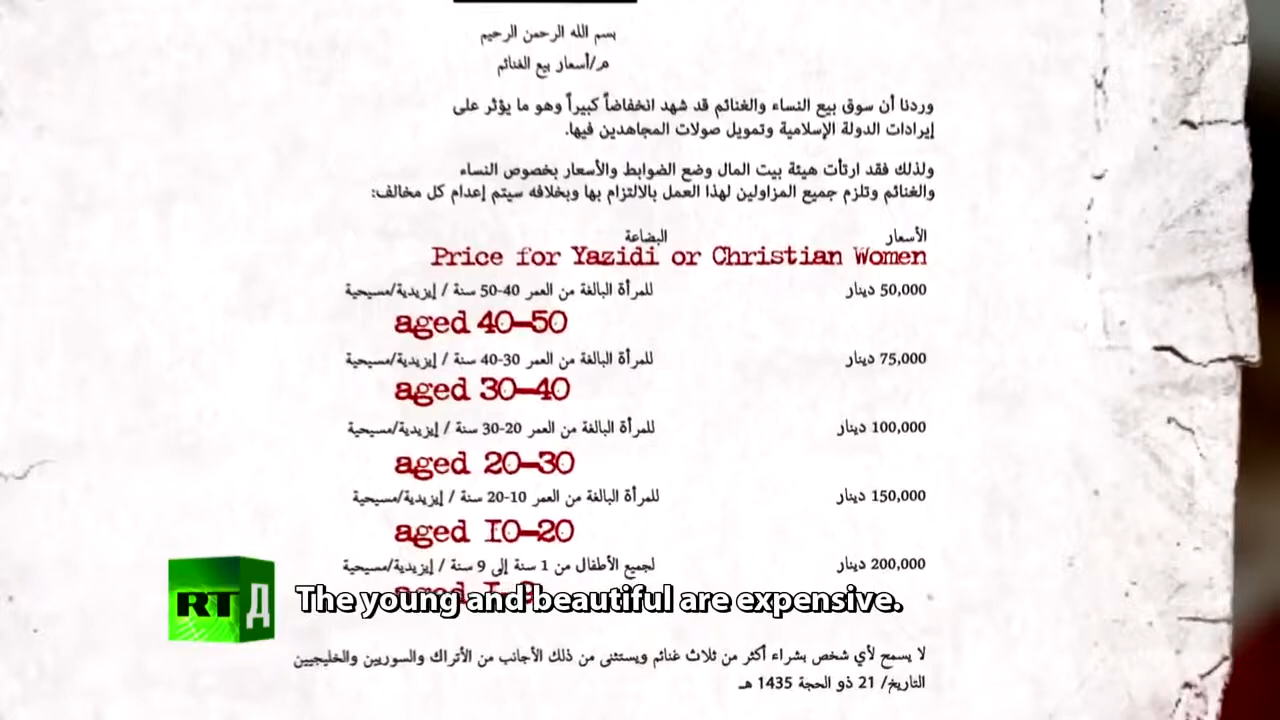 بسم الله الرحمن الرحيم
م/أسعار بيع الغنائم
وردنا أن سوق بيع النساء والغنائم قد شهد انخفاضاً كبيراً وهو ما يؤثر على
إيرادات الدولة الإسلامية وتمويل صولات المجاهدين فيها.
ولذلك فقد ارتأت هيئة بيت المال وضع الضوابط والأسعار بخصوص النساء
والغنائم وتلزم جميع المزاولين لهذا العمل بالالتزام بها وبخلافه سيتم إعدام كل مخالف:
الأسعار البضاعة
Price for Yazidi or Christian Women
50,000 دينار للمرأة البالغة من العمر 40-50 سنة / إيزيدية/مسيحية
aged 40–50
75,000 دينار للمرأة البالغة من العمر 30-40 سنة / إيزيدية/مسيحية
aged 30–40
100,000 دينار للمرأة البالغة من العمر 20-30 سنة / إيزيدية/مسيحية
aged 20–30
150,000 دينار للمرأة البالغة من العمر 10-20 سنة / إيزيدية/مسيحية
aged 10–20
200,000 دينار لجميع الأطفال من 1 سنة إلى 9 سنة / إيزيدية/مسيحية
aged 1–9
RT Д
The young and beautiful are expensive.
لا يسمح لأي شخص بشراء أكثر من ثلاث غنائم ويستثنى من ذلك الأجانب من الأتراك والسوريين والخليجيين
التاريخ/ 21 ذو الحجة 1435 هـ